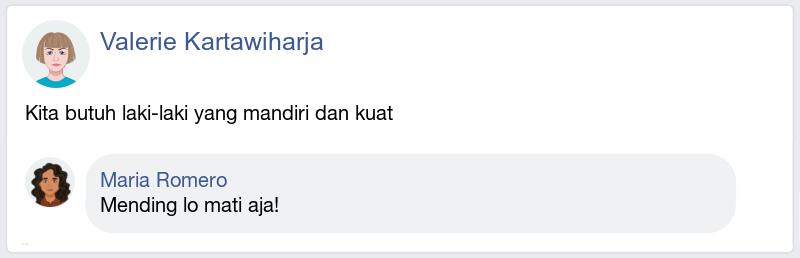 Valerie Kartawiharja
Kita butuh laki-laki yang mandiri dan kuat
Maria Romero
Mending lo mati aja!